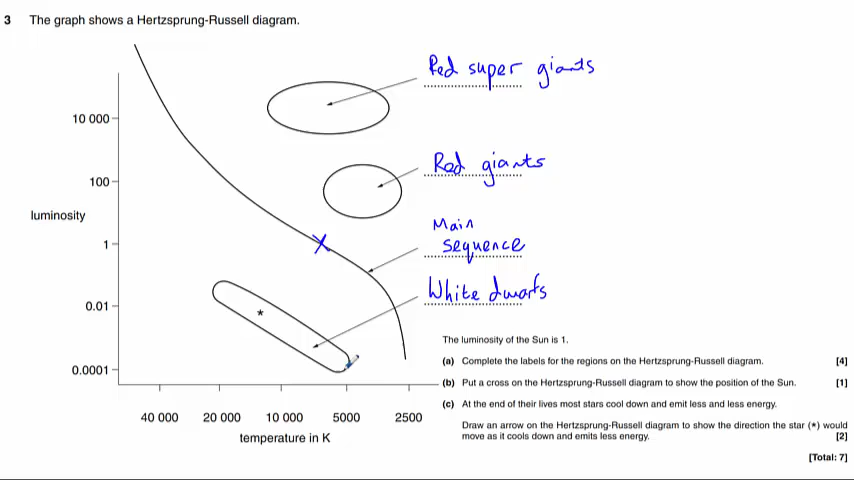 3 The graph shows a Hertzsprung-Russell diagram.
Red super giants
10 000
Red giants
100
luminosity
Main
1
sequence
White dwarfs
0.01
*
The luminosity of the Sun is 1.
(a) Complete the labels for the regions on the Hertzsprung-Russell diagram. [4]
0.0001
(b) Put a cross on the Hertzsprung-Russell diagram to show the position of the Sun. [1]
(c) At the end of their lives most stars cool down and emit less and less energy.
40 000 20 000 10 000 5000 2500
Draw an arrow on the Hertzsprung-Russell diagram to show the direction the star (*) would
move as it cools down and emits less energy. [2]
temperature in K
[Total: 7]